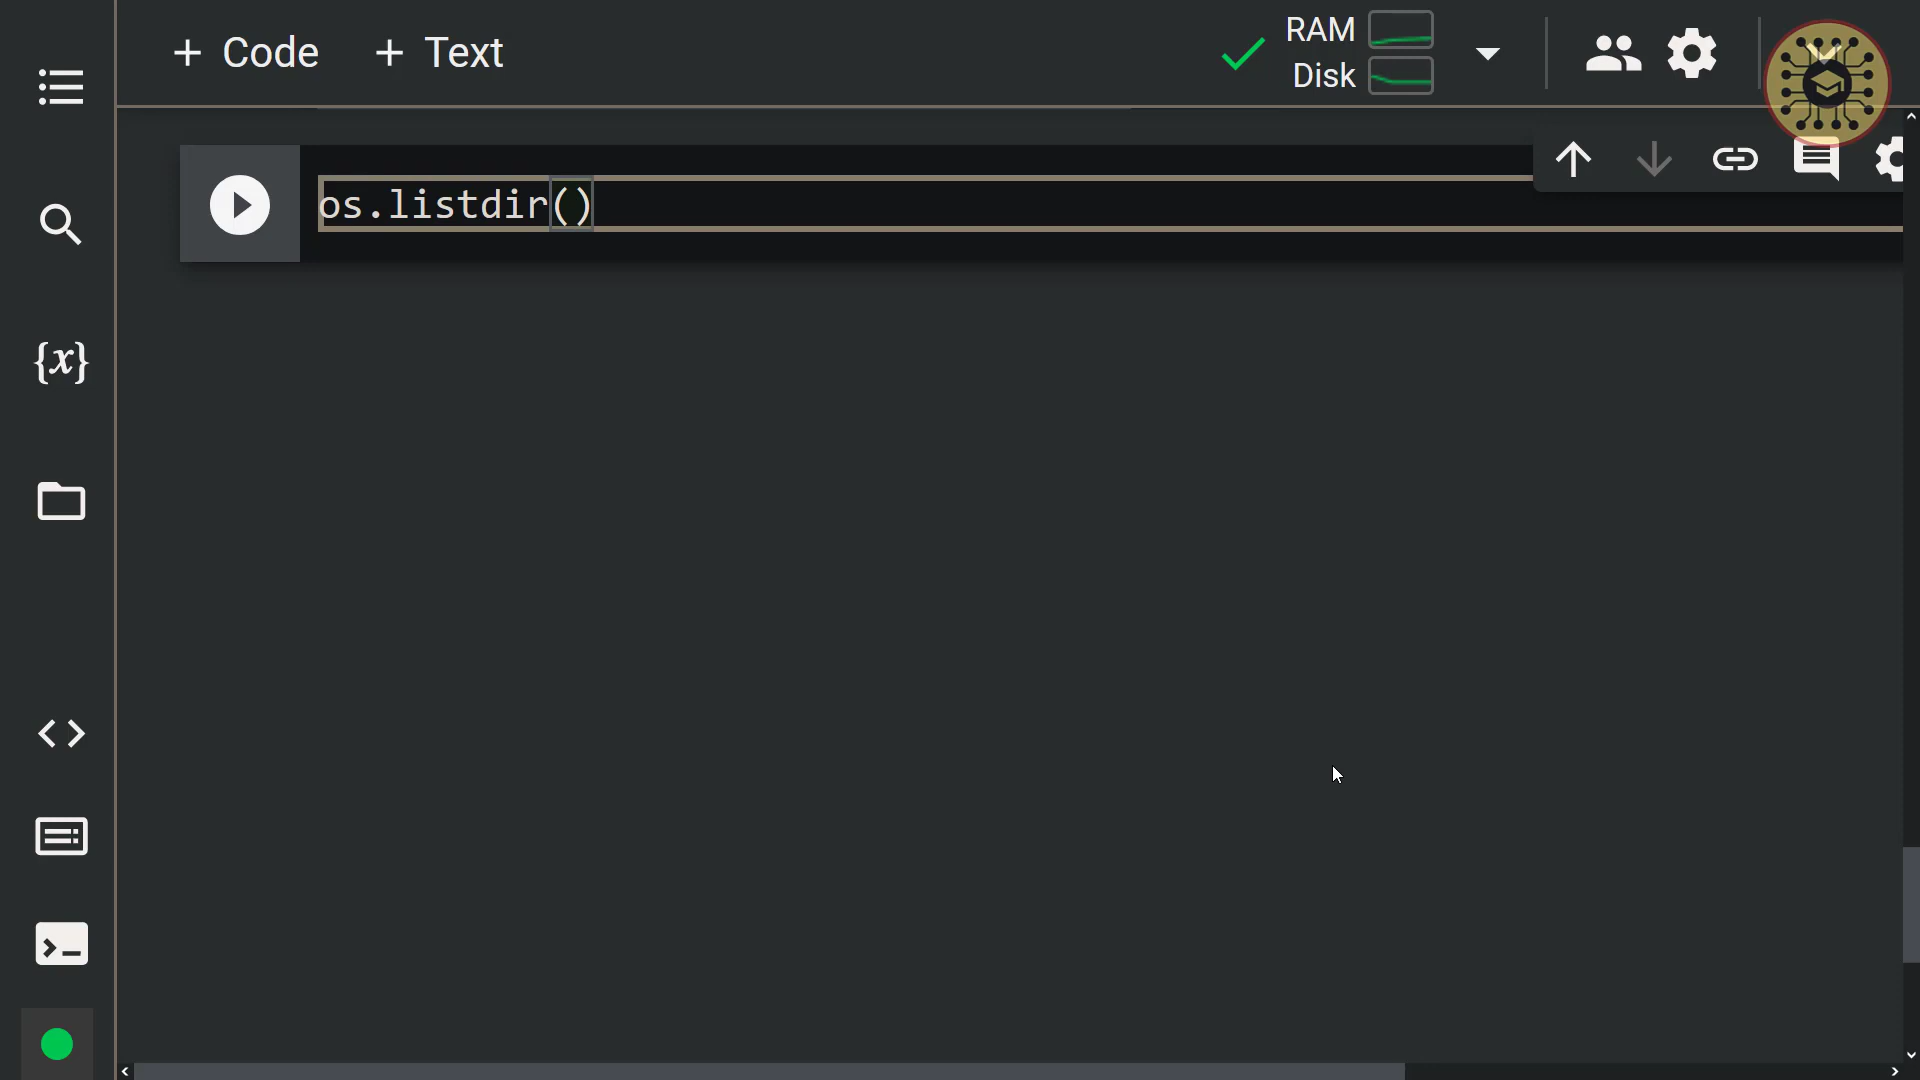 + Code + Text
RAM
Disk
{x}
os.listdir()